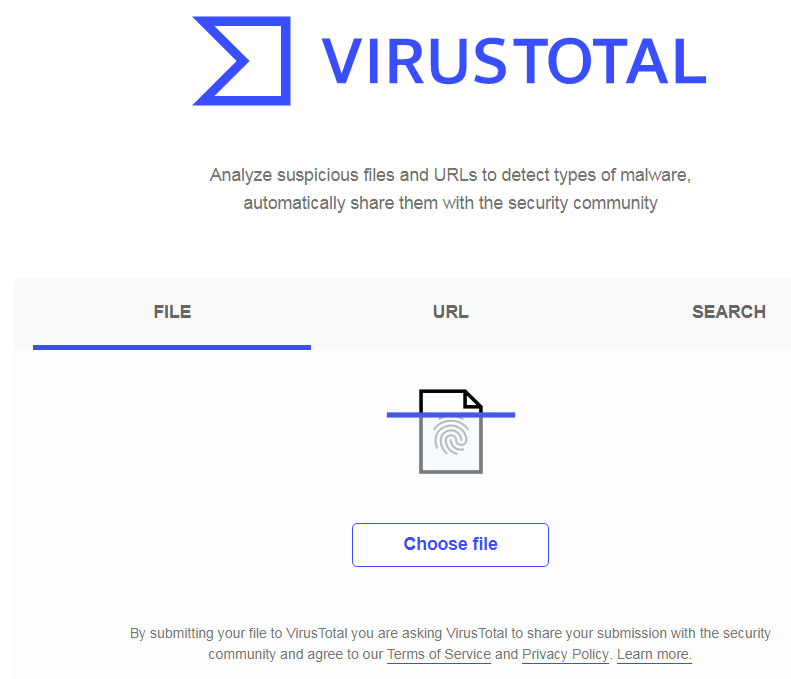 VIRUSTOTAL
Analyze suspicious files and URLs to detect types of malware,
automatically share them with the security community
FILE
URL
SEARCH
Choose file
By submitting your file to VirusTotal you are asking VirusTotal to share your submission with the security
community and agree to our Terms of Service and Privacy Policy. Learn more.